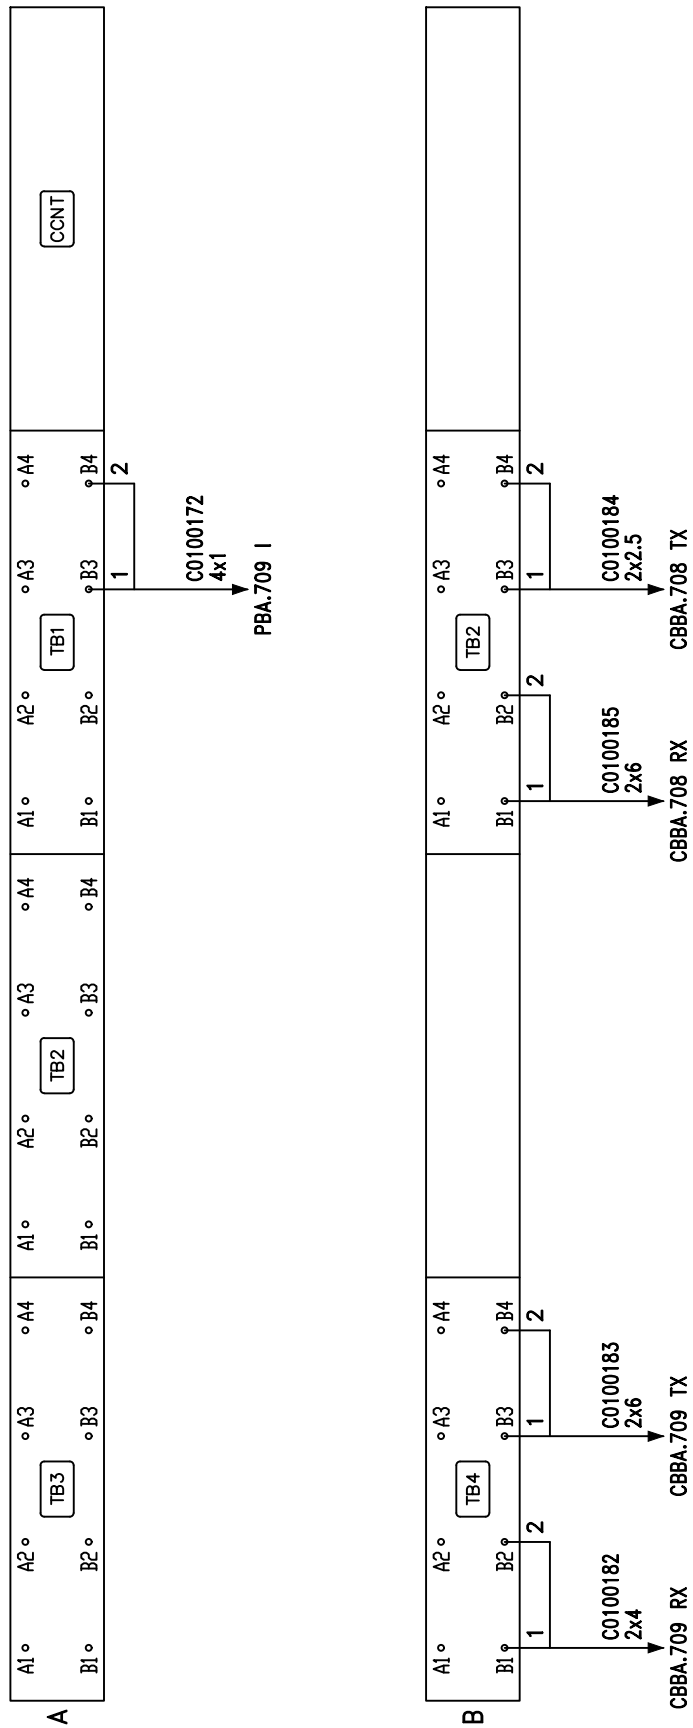 A1 A2 A3 A4 A1 A2 A3 A4 A1 A2 A3 A4
A TB3 TB2 TB1 CCNT
B1 B2 B3 B4 B1 B2 B3 B4 B1 B2 B3 B4
1 2
C0100172
4x1
PBA.709 I
A1 A2 A3 A4 A1 A2 A3 A4
B TB4 TB2
B1 B2 B3 B4 B1 B2 B3 B4
1 2 1 2 1 2 1 2
C0100182 C0100183 C0100185 C0100184
2x4 2x6 2x6 2x2.5
CBBA.709 RX CBBA.709 TX CBBA.708 RX CBBA.708 TX